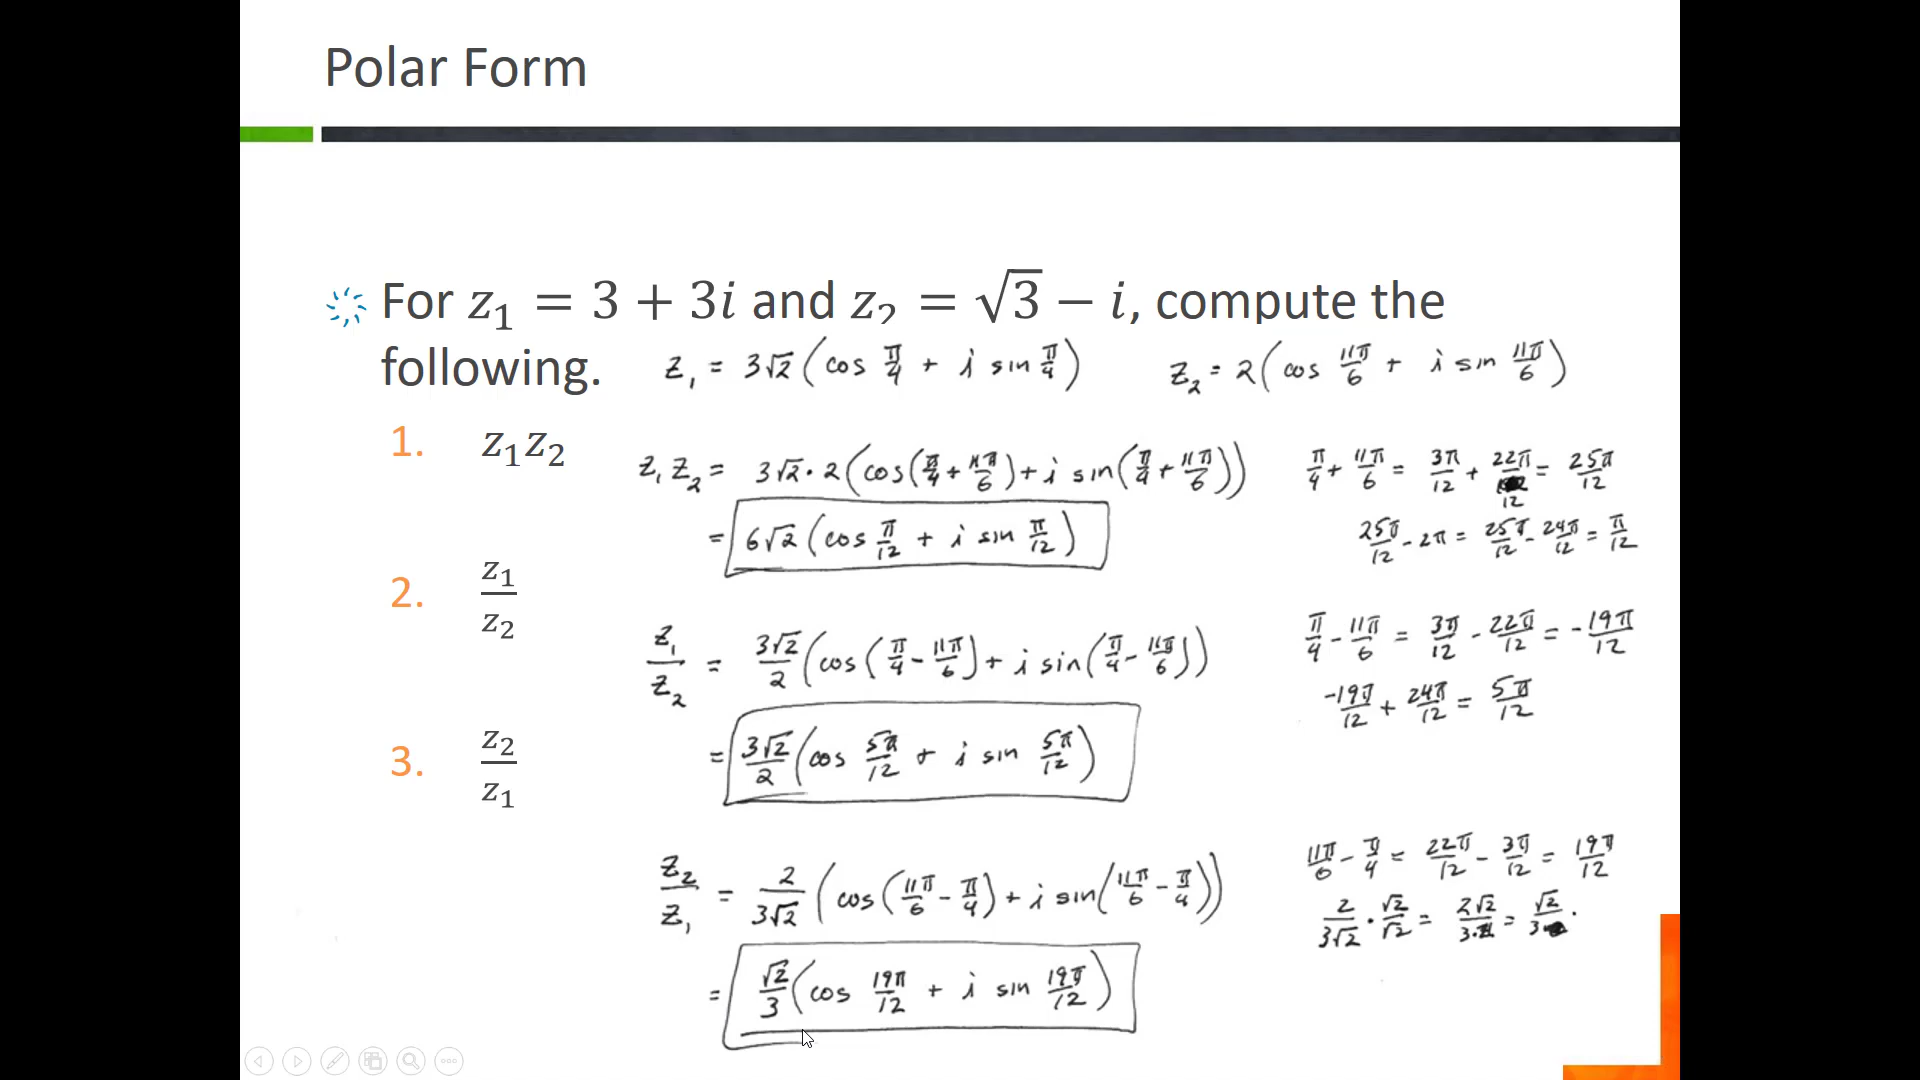 Polar Form
For z₁ = 3 + 3i and z₂ = √3 − i, compute the
following.
z₁ = 3√2 (cos π/4 + i sin π/4)
z₂ = 2 (cos 11π/6 + i sin 11π/6)
1. z₁z₂
z₁z₂ = 3√2 · 2 (cos(π/4 + 11π/6) + i sin(π/4 + 11π/6))
π/4 + 11π/6 = 3π/12 + 22π/12 = 25π/12
= 6√2 (cos π/12 + i sin π/12)
25π/12 − 2π = 25π/12 − 24π/12 = π/12
2. z₁/z₂
z₁/z₂ = 3√2/2 (cos(π/4 − 11π/6) + i sin(π/4 − 11π/6))
π/4 − 11π/6 = 3π/12 − 22π/12 = −19π/12
−19π/12 + 24π/12 = 5π/12
= 3√2/2 (cos 5π/12 + i sin 5π/12)
3. z₂/z₁
z₂/z₁ = 2/3√2 (cos(11π/6 − π/4) + i sin(11π/6 − π/4))
11π/6 − π/4 = 22π/12 − 3π/12 = 19π/12
2/3√2 · √2/√2 = 2√2/3·2 = √2/3 .
= √2/3 (cos 19π/12 + i sin 19π/12)